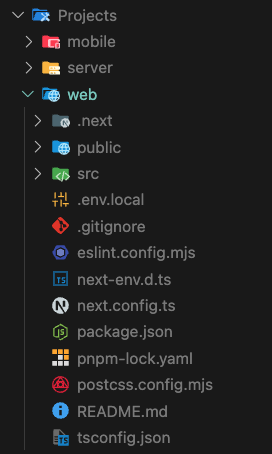 Projects
mobile
server
web
.next
public
src
.env.local
.gitignore
eslint.config.mjs
next-env.d.ts
next.config.ts
package.json
pnpm-lock.yaml
postcss.config.mjs
README.md
tsconfig.json